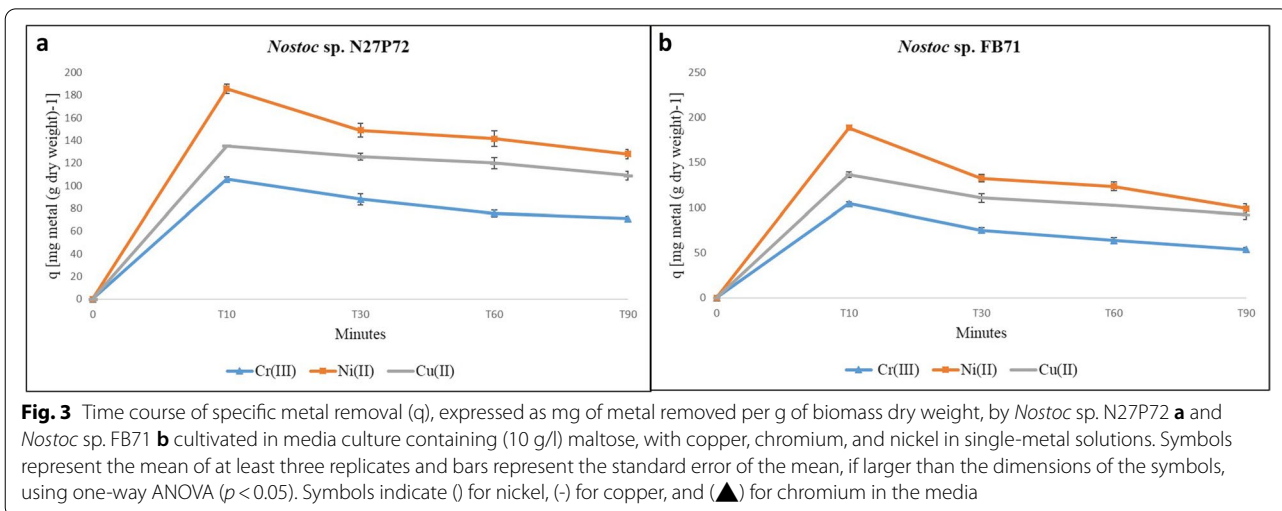 a
Nostoc sp. N27P72
q [mg metal (g dry weight)-1]
200
180
160
140
120
100
80
60
40
20
0
0 T10 T30 T60 T90
Minutes
Cr(III) Ni(II) Cu(II)
b
Nostoc sp. FB71
q [mg metal (g dry weight)-1]
250
200
150
100
50
0
0 T10 T30 T60 T90
Minutes
Cr(III) Ni(II) Cu(II)
Fig. 3 Time course of specific metal removal (q), expressed as mg of metal removed per g of biomass dry weight, by Nostoc sp. N27P72 a and
Nostoc sp. FB71 b cultivated in media culture containing (10 g/l) maltose, with copper, chromium, and nickel in single-metal solutions. Symbols
represent the mean of at least three replicates and bars represent the standard error of the mean, if larger than the dimensions of the symbols,
using one-way ANOVA (p < 0.05). Symbols indicate () for nickel, (-) for copper, and (▲) for chromium in the media